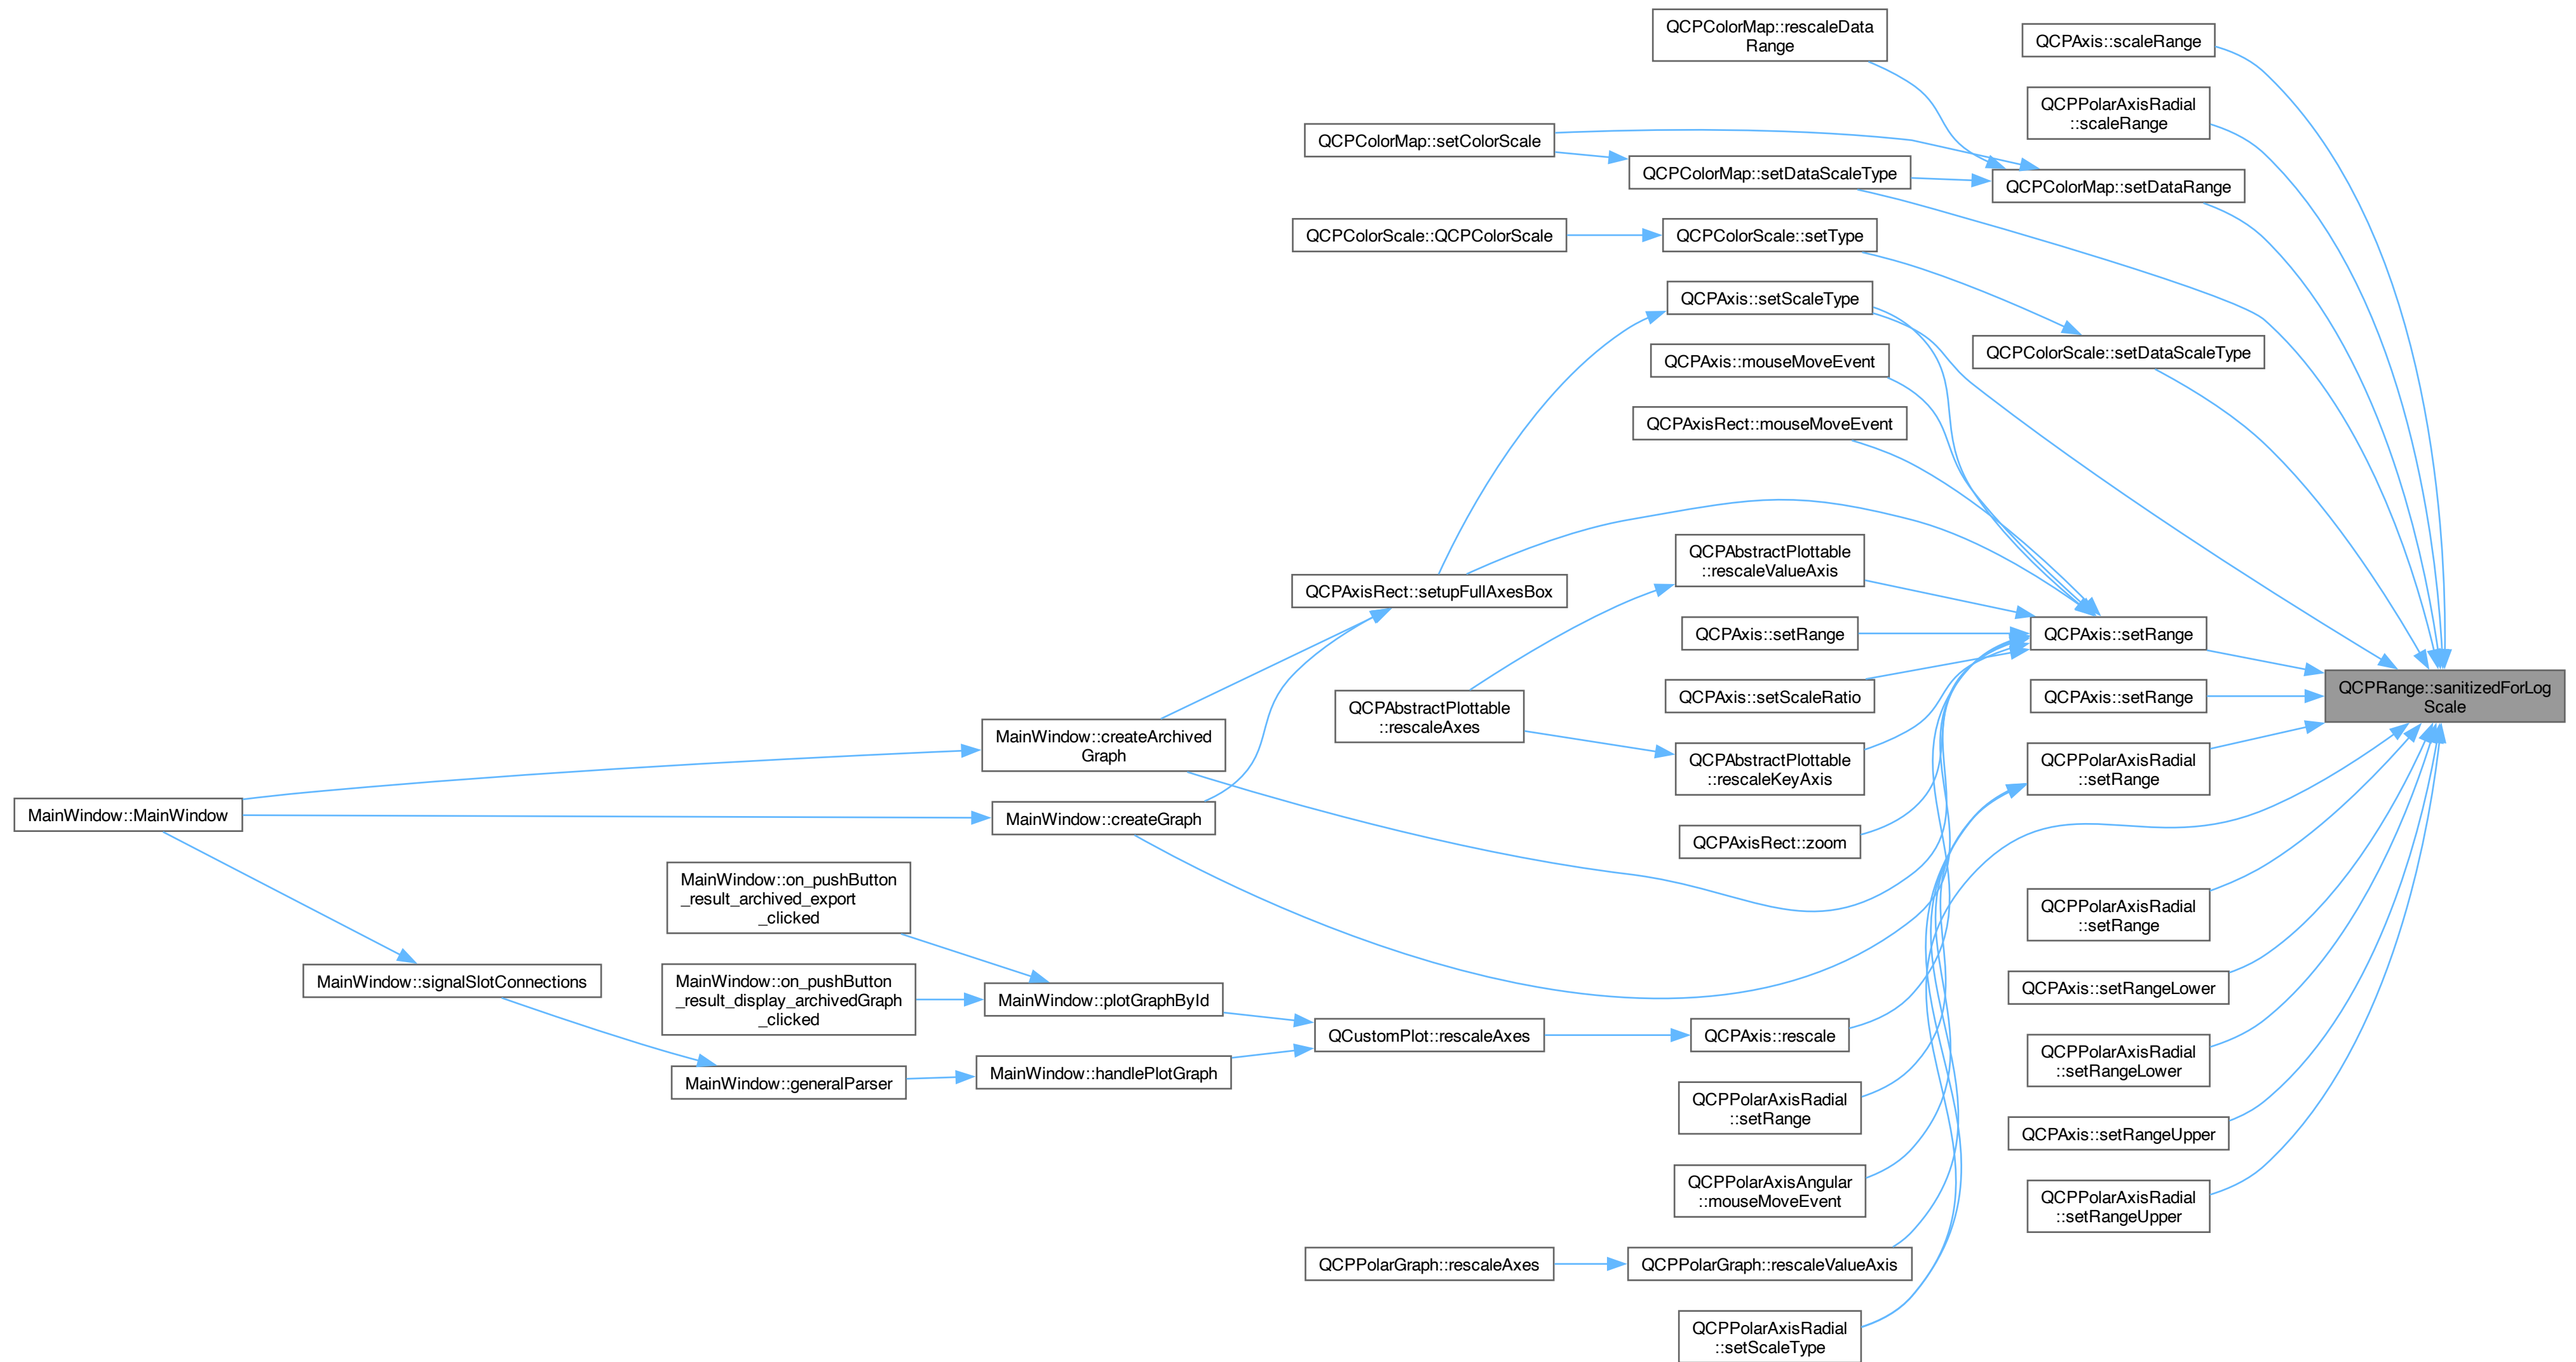 QCPColorMap::rescaleData
Range
QCPAxis::scaleRange
QCPPolarAxisRadial
::scaleRange
QCPColorMap::setColorScale
QCPColorMap::setDataScaleType
QCPColorMap::setDataRange
QCPColorScale::QCPColorScale
QCPColorScale::setType
QCPAxis::setScaleType
QCPColorScale::setDataScaleType
QCPAxis::mouseMoveEvent
QCPAxisRect::mouseMoveEvent
QCPAbstractPlottable
::rescaleValueAxis
QCPAxisRect::setupFullAxesBox
QCPAxis::setRange
QCPAxis::setRange
QCPAxis::setScaleRatio
QCPAxis::setRange
QCPRange::sanitizedForLog
Scale
QCPAbstractPlottable
::rescaleAxes
MainWindow::createArchived
Graph
QCPAbstractPlottable
::rescaleKeyAxis
QCPPolarAxisRadial
::setRange
MainWindow::MainWindow
MainWindow::createGraph
QCPAxisRect::zoom
MainWindow::on_pushButton
_result_archived_export
_clicked
QCPPolarAxisRadial
::setRange
MainWindow::signalSlotConnections
MainWindow::on_pushButton
_result_display_archivedGraph
_clicked
MainWindow::plotGraphById
QCPAxis::setRangeLower
QCustomPlot::rescaleAxes
QCPAxis::rescale
QCPPolarAxisRadial
::setRangeLower
MainWindow::generalParser
MainWindow::handlePlotGraph
QCPPolarAxisRadial
::setRange
QCPAxis::setRangeUpper
QCPPolarAxisAngular
::mouseMoveEvent
QCPPolarAxisRadial
::setRangeUpper
QCPPolarGraph::rescaleAxes
QCPPolarGraph::rescaleValueAxis
QCPPolarAxisRadial
::setScaleType